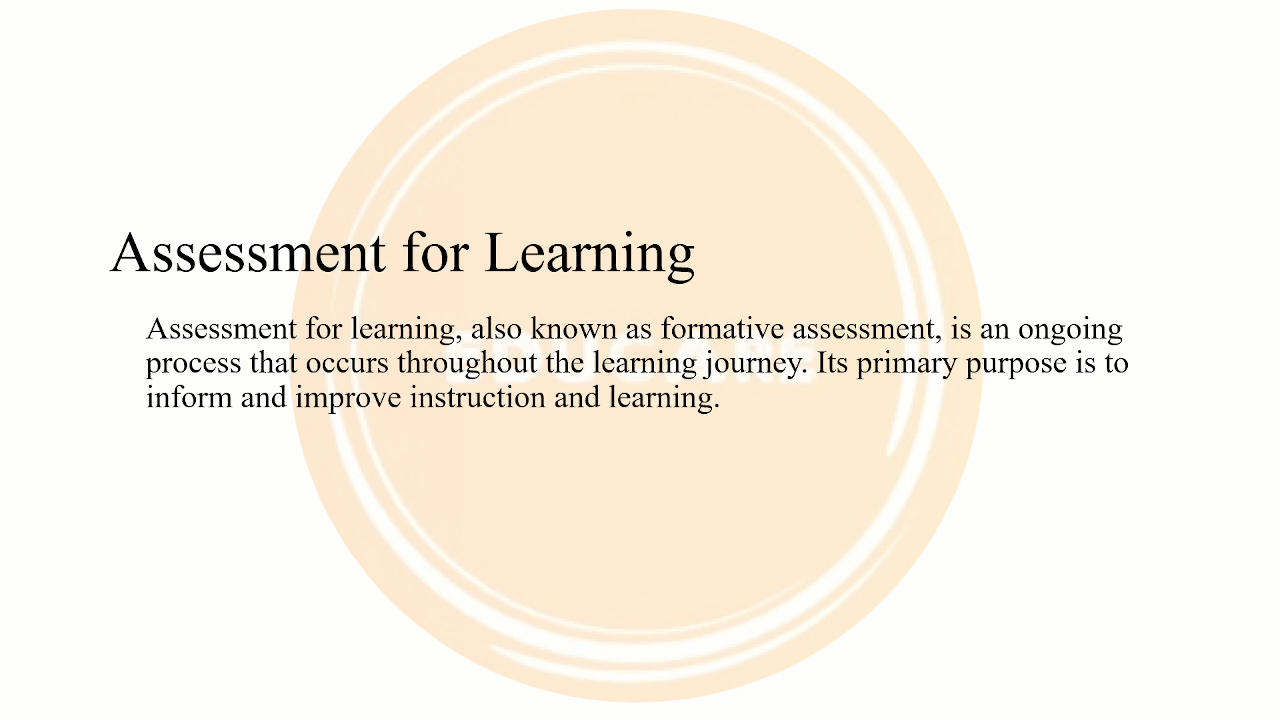 Assessment for Learning
Assessment for learning, also known as formative assessment, is an ongoing
process that occurs throughout the learning journey. Its primary purpose is to
inform and improve instruction and learning.
EDUCARE